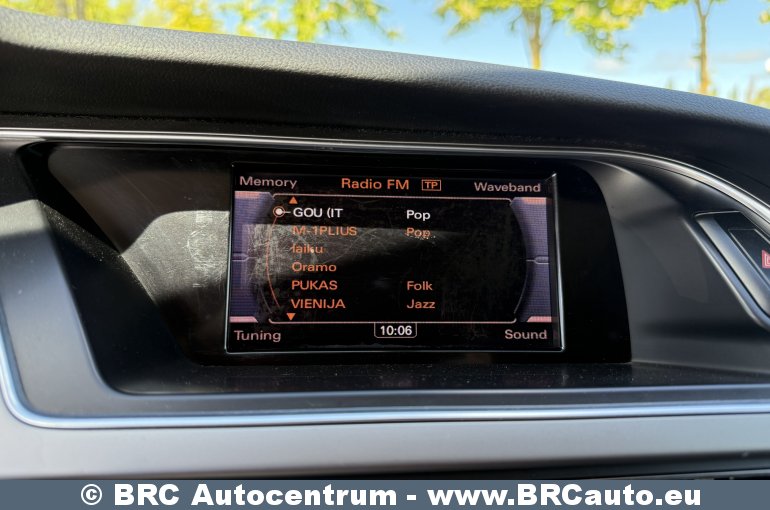 Memory Radio FM TP Waveband
GOU (IT Pop
M-1PLIUS Pop
laiku
Oramo
PUKAS Folk
VIENIJA Jazz
Tuning 10:06 Sound
© BRC Autocentrum - www.BRCauto.eu